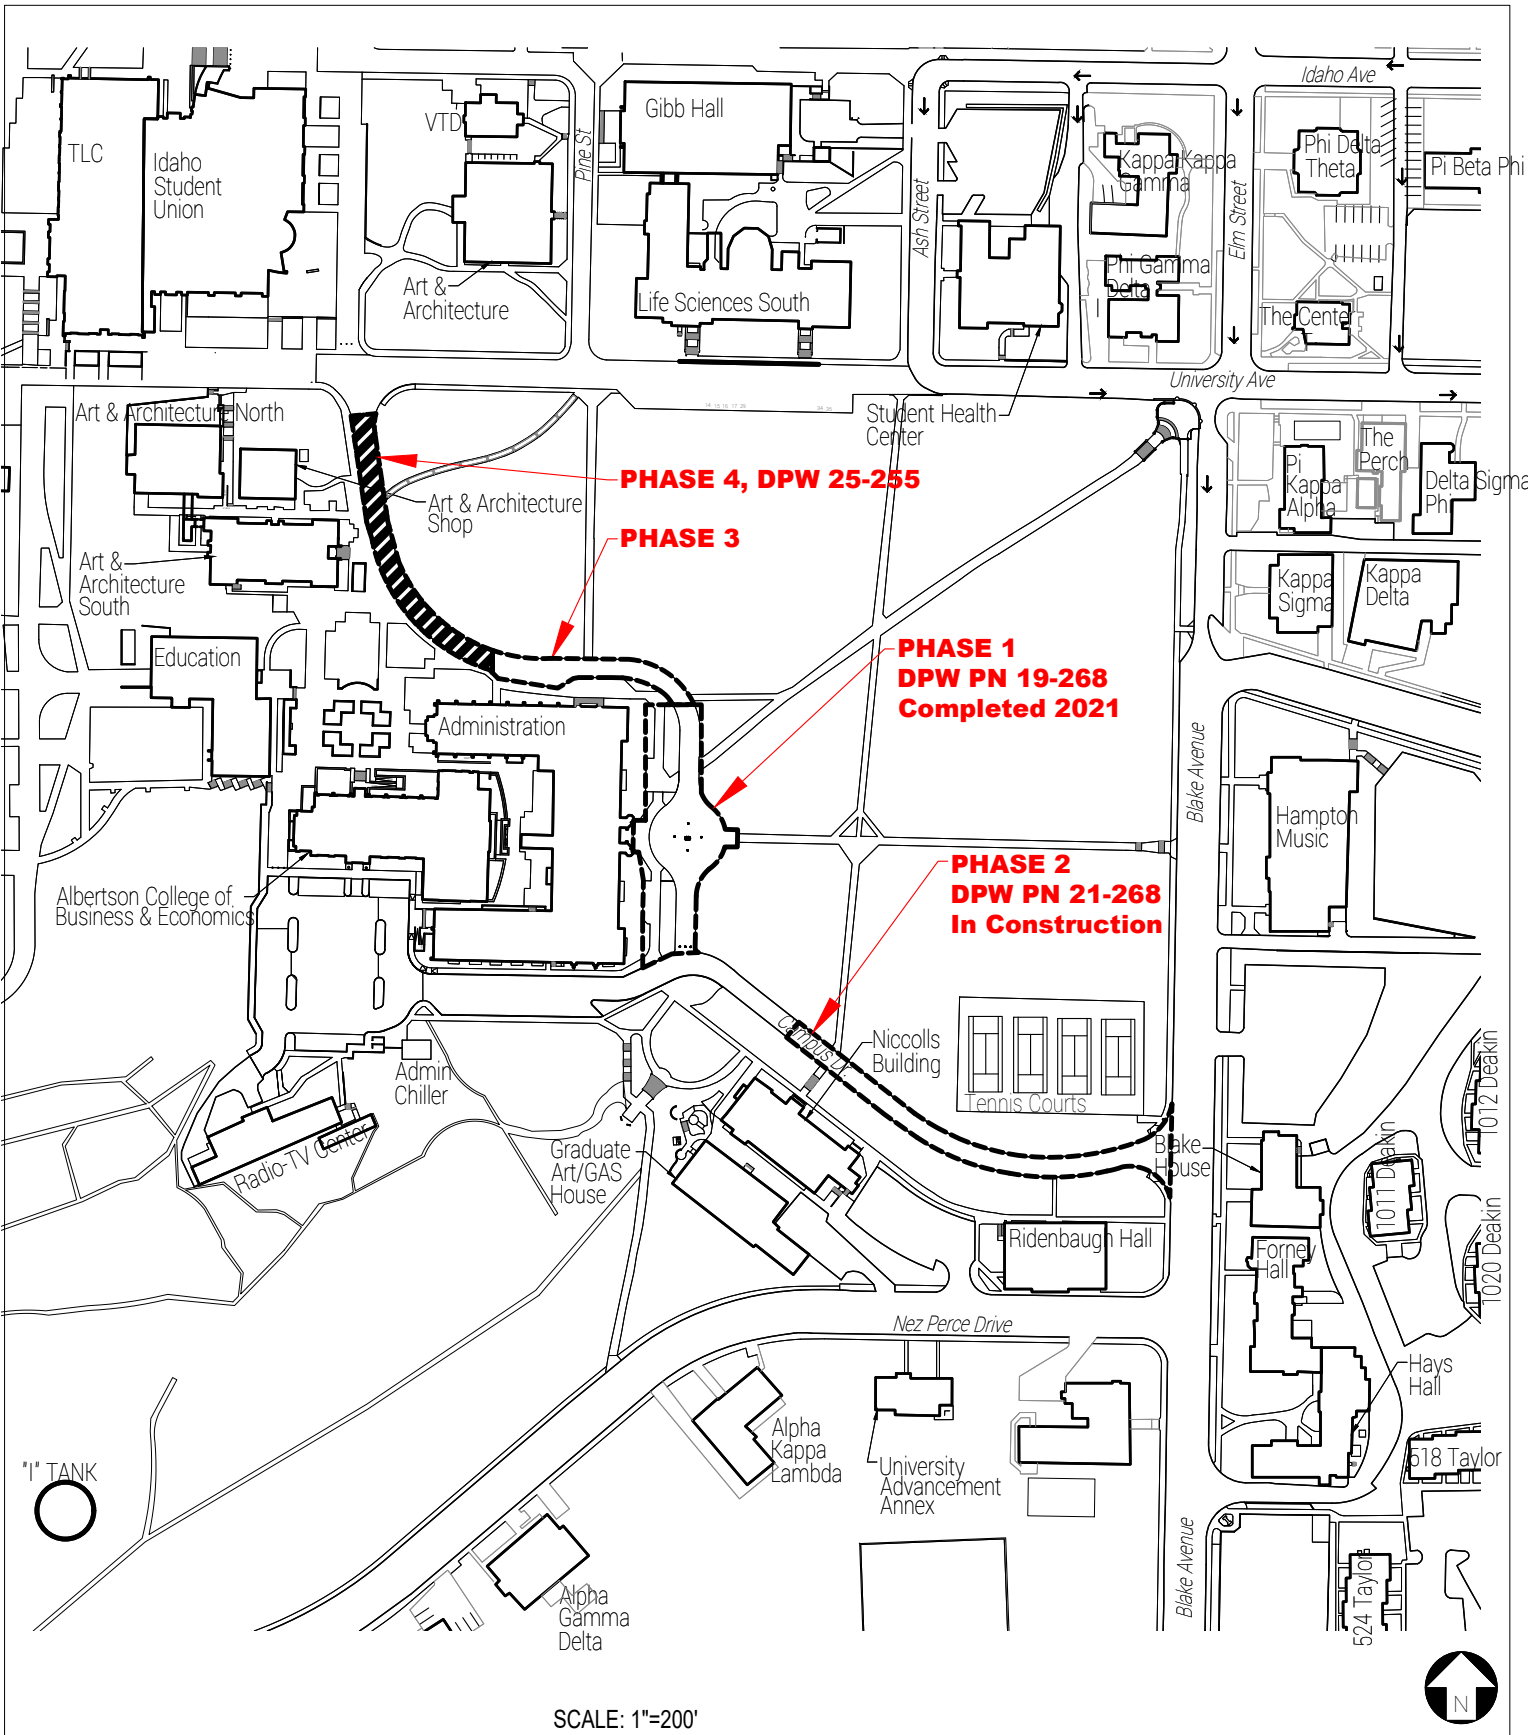 Idaho Ave
VTD
Gibb Hall
Pine St
TLC
Idaho
Student
Union
Phi Delta
Theta
Kappa Kappa
Gamma
Pi Beta Phi
Ash Street
Elm Street
Art &
Architecture
Life Sciences South
Phi Gamma
Delta
The Center
University Ave
Art & Architecture North
Student Health
Center
The
Perch
Pi
Kappa
Alpha
Delta Sigma
Phi
PHASE 4, DPW 25-255
Art & Architecture
Shop
PHASE 3
Art &
Architecture
South
Kappa
Sigma
Kappa
Delta
Education
PHASE 1
DPW PN 19-268
Completed 2021
Administration
Blake Avenue
Hampton
Music
PHASE 2
DPW PN 21-268
In Construction
Albertson College of
Business & Economics
Campus Dr.
Niccolls
Building
Admin
Chiller
Tennis Courts
1012 Deakin
Radio-TV Center
Graduate
Art/GAS
House
Blake
House
1011 Deakin
Ridenbaugh Hall
Forney
Hall
1020 Deakin
Nez Perce Drive
Hays
Hall
Alpha
Kappa
Lambda
University
Advancement
Annex
518 Taylor
"I" TANK
Blake Avenue
Alpha
Gamma
Delta
524 Taylor
N
SCALE: 1"=200'